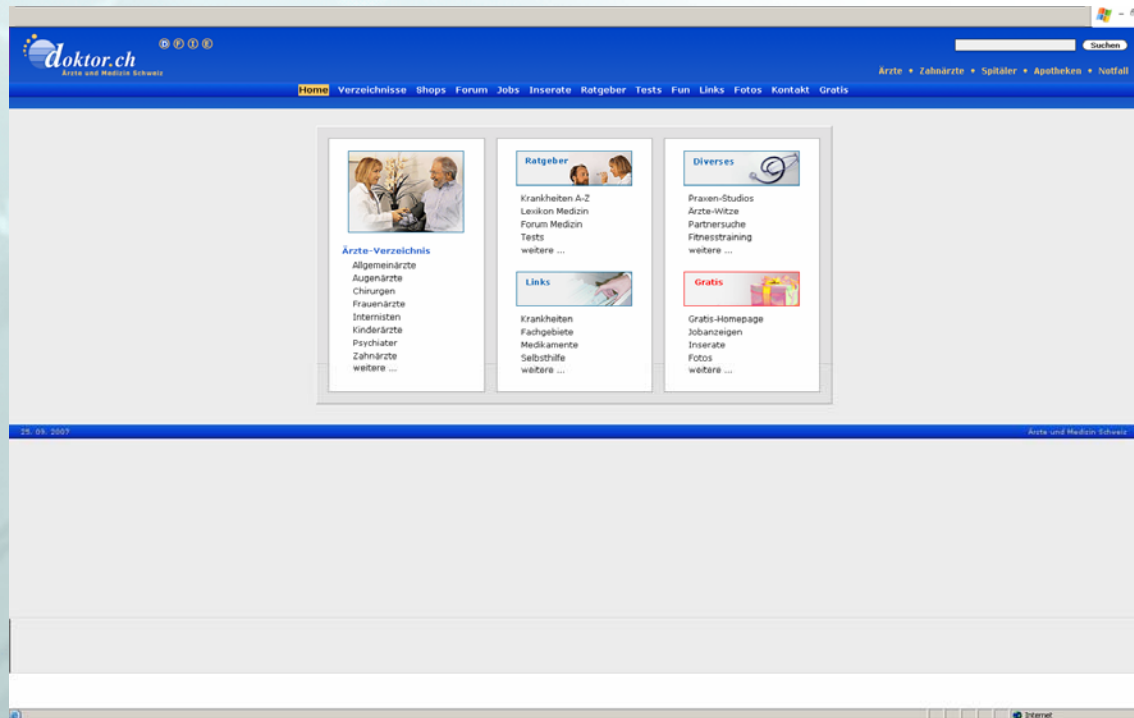 doktor.ch
Ärzte und Medizin Schweiz
D F I E
Suchen
Ärzte • Zahnärzte • Spitäler • Apotheken • Notfall
Home Verzeichnisse Shops Forum Jobs Inserate Ratgeber Tests Fun Links Fotos Kontakt Gratis
Ärzte-Verzeichnis
Allgemeinärzte
Augenärzte
Chirurgen
Frauenärzte
Internisten
Kinderärzte
Psychiater
Zahnärzte
weitere ...
Ratgeber
Krankheiten A-Z
Lexikon Medizin
Forum Medizin
Tests
weitere ...
Links
Krankheiten
Fachgebiete
Medikamente
Selbsthilfe
weitere ...
Diverses
Praxen-Studios
Ärzte-Witze
Partnersuche
Fitnesstraining
weitere ...
Gratis
Gratis-Homepage
Jobanzeigen
Inserate
Fotos
weitere ...
25. 09. 2007
Ärzte und Medizin Schweiz
Internet